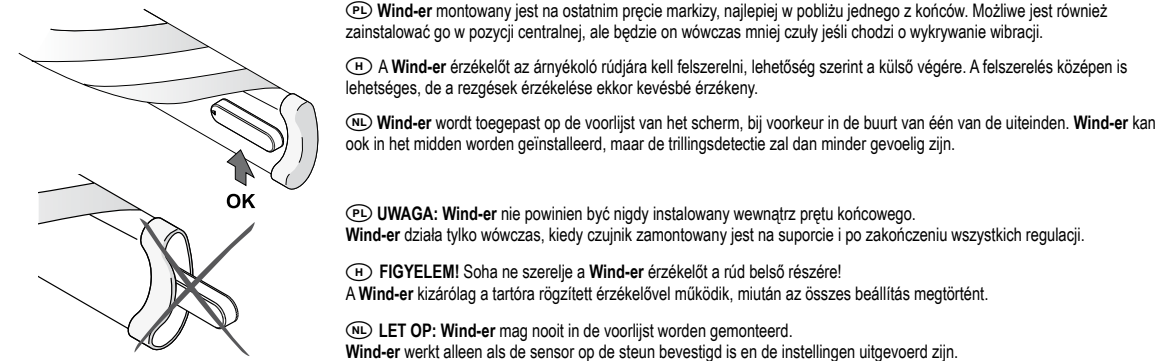 PL Wind-er montowany jest na ostatnim pręcie markizy, najlepiej w pobliżu jednego z końców. Możliwe jest również
zainstalować go w pozycji centralnej, ale będzie on wówczas mniej czuły jeśli chodzi o wykrywanie wibracji.
H A Wind-er érzékelőt az árnyékoló rúdjára kell felszerelni, lehetőség szerint a külső végére. A felszerelés középen is
lehetséges, de a rezgések érzékelése ekkor kevésbé érzékeny.
NL Wind-er wordt toegepast op de voorlijst van het scherm, bij voorkeur in de buurt van één van de uiteinden. Wind-er kan
ook in het midden worden geïnstalleerd, maar de trillingsdetectie zal dan minder gevoelig zijn.
OK
PL UWAGA: Wind-er nie powinien być nigdy instalowany wewnątrz prętu końcowego.
Wind-er działa tylko wówczas, kiedy czujnik zamontowany jest na suporcie i po zakończeniu wszystkich regulacji.
H FIGYELEM! Soha ne szerelje a Wind-er érzékelőt a rúd belső részére!
A Wind-er kizárólag a tartóra rögzített érzékelővel működik, miután az összes beállítás megtörtént.
NL LET OP: Wind-er mag nooit in de voorlijst worden gemonteerd.
Wind-er werkt alleen als de sensor op de steun bevestigd is en de instellingen uitgevoerd zijn.